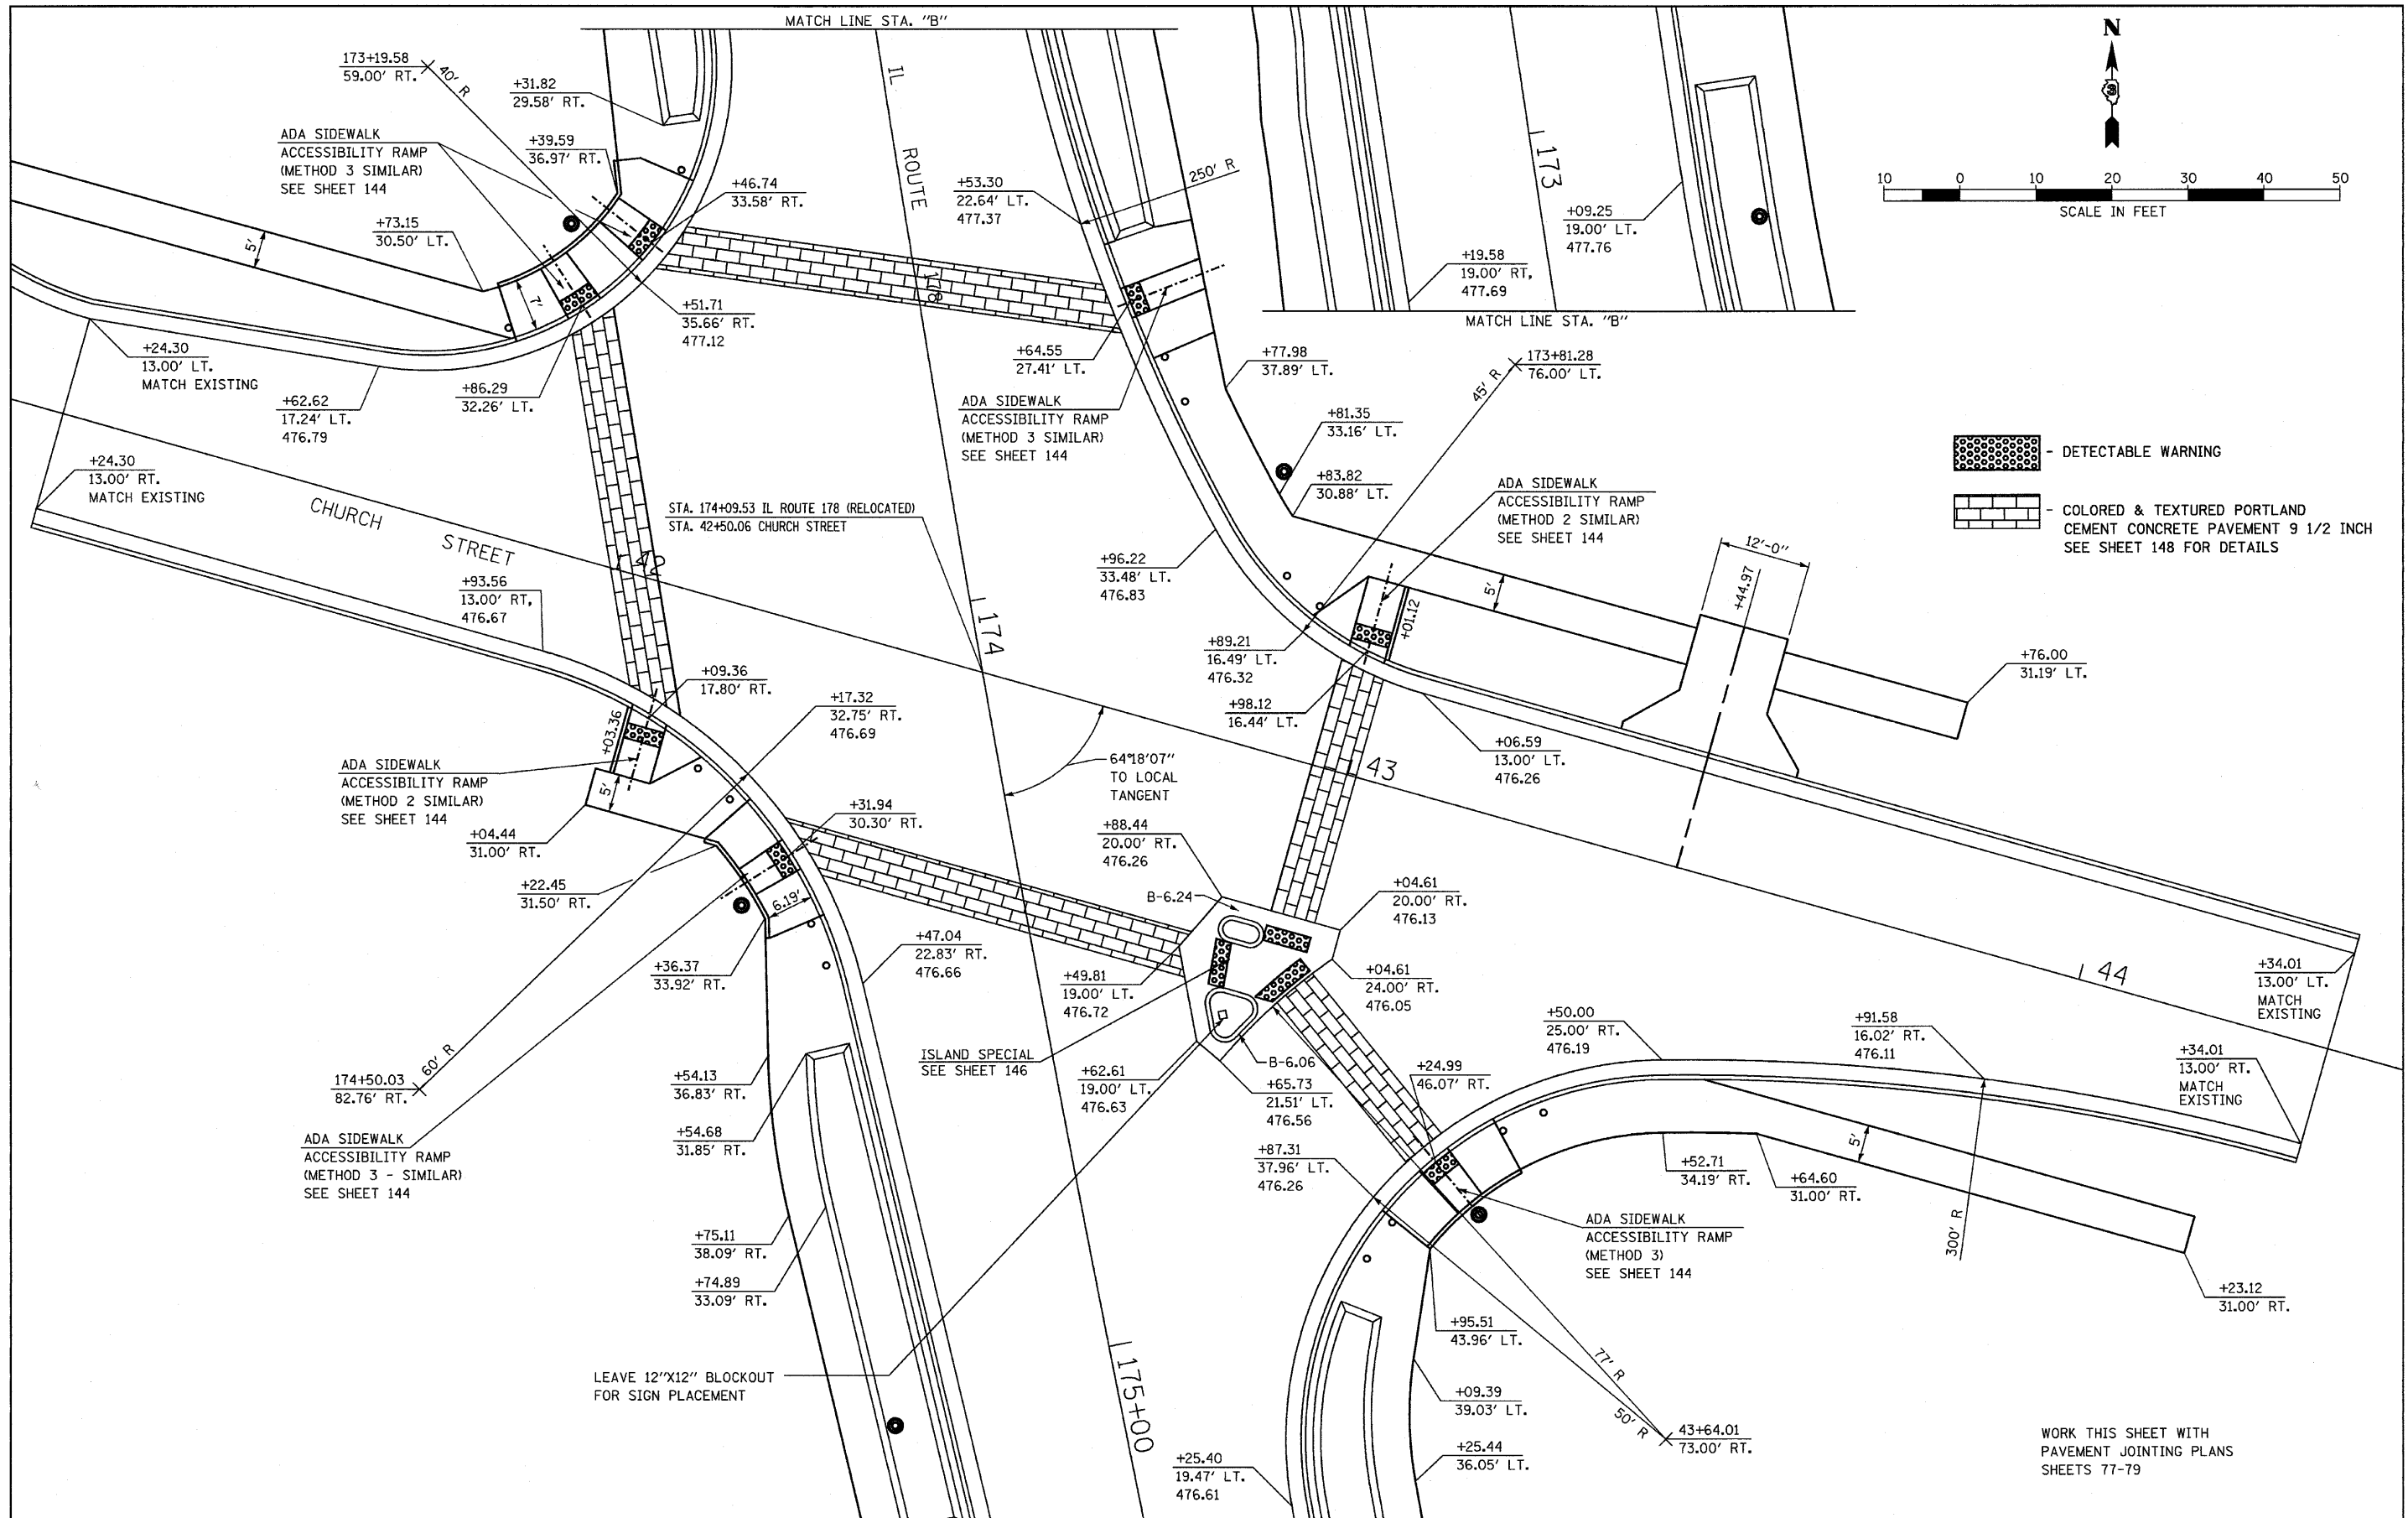 MATCH LINE STA. "B"
N
3
10 0 10 20 30 40 50
SCALE IN FEET
173+19.58
59.00' RT.
40' R
+31.82
29.58' RT.
IL
ROUTE
178
ADA SIDEWALK
ACCESSIBILITY RAMP
(METHOD 3 SIMILAR)
SEE SHEET 144
+39.59
36.97' RT.
+46.74
33.58' RT.
+73.15
30.50' LT.
5'
7'
+53.30
22.64' LT.
477.37
250' R
173
+09.25
19.00' LT.
477.76
+19.58
19.00' RT,
477.69
MATCH LINE STA. "B"
+51.71
35.66' RT.
477.12
+24.30
13.00' LT.
MATCH EXISTING
+62.62
17.24' LT.
476.79
+86.29
32.26' LT.
+64.55
27.41' LT.
+77.98
37.89' LT.
173+81.28
76.00' LT.
45' R
ADA SIDEWALK
ACCESSIBILITY RAMP
(METHOD 3 SIMILAR)
SEE SHEET 144
+81.35
33.16' LT.
+83.82
30.88' LT.
- DETECTABLE WARNING
- COLORED & TEXTURED PORTLAND
CEMENT CONCRETE PAVEMENT 9 1/2 INCH
SEE SHEET 148 FOR DETAILS
+24.30
13.00' RT.
MATCH EXISTING
CHURCH
STREET
42
STA. 174+09.53 IL ROUTE 178 (RELOCATED)
STA. 42+50.06 CHURCH STREET
ADA SIDEWALK
ACCESSIBILITY RAMP
(METHOD 2 SIMILAR)
SEE SHEET 144
12'-0"
+44.97
5'
+96.22
33.48' LT.
476.83
+93.56
13.00' RT,
476.67
174
+01.12
+89.21
16.49' LT.
476.32
+98.12
16.44' LT.
+76.00
31.19' LT.
+09.36
17.80' RT.
+17.32
32.75' RT.
476.69
+03.36
ADA SIDEWALK
ACCESSIBILITY RAMP
(METHOD 2 SIMILAR)
SEE SHEET 144
5'
64°18'07"
TO LOCAL
TANGENT
43
+06.59
13.00' LT.
476.26
+04.44
31.00' RT.
+31.94
30.30' RT.
+88.44
20.00' RT.
476.26
B-6.24
+04.61
20.00' RT.
476.13
+22.45
31.50' RT.
6.19'
+36.37
33.92' RT.
+47.04
22.83' RT.
476.66
+49.81
19.00' LT.
476.72
+04.61
24.00' RT.
476.05
44
+34.01
13.00' LT.
MATCH
EXISTING
+50.00
25.00' RT.
476.19
+91.58
16.02' RT.
476.11
+34.01
13.00' RT.
MATCH
EXISTING
ISLAND SPECIAL
SEE SHEET 146
B-6.06
+62.61
19.00' LT.
476.63
+65.73
21.51' LT.
476.56
+24.99
46.07' RT.
60' R
174+50.03
82.76' RT.
+54.13
36.83' RT.
+54.68
31.85' RT.
ADA SIDEWALK
ACCESSIBILITY RAMP
(METHOD 3 - SIMILAR)
SEE SHEET 144
+87.31
37.96' LT.
476.26
+52.71
34.19' RT.
+64.60
31.00' RT.
5'
300' R
ADA SIDEWALK
ACCESSIBILITY RAMP
(METHOD 3)
SEE SHEET 144
+75.11
38.09' RT.
+74.89
33.09' RT.
+23.12
31.00' RT.
+95.51
43.96' LT.
77' R
50' R
LEAVE 12"X12" BLOCKOUT
FOR SIGN PLACEMENT
175+00
+09.39
39.03' LT.
43+64.01
73.00' RT.
+25.40
19.47' LT.
476.61
+25.44
36.05' LT.
WORK THIS SHEET WITH
PAVEMENT JOINTING PLANS
SHEETS 77-79